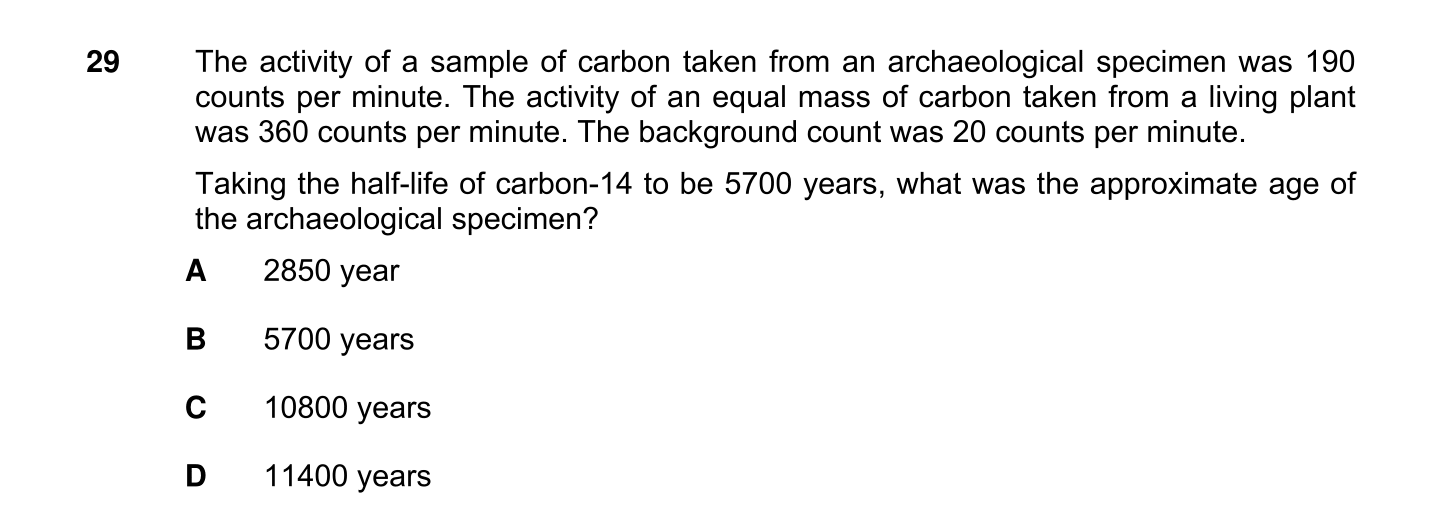 29 The activity of a sample of carbon taken from an archaeological specimen was 190
counts per minute. The activity of an equal mass of carbon taken from a living plant
was 360 counts per minute. The background count was 20 counts per minute.
Taking the half-life of carbon-14 to be 5700 years, what was the approximate age of
the archaeological specimen?
A 2850 year
B 5700 years
C 10800 years
D 11400 years